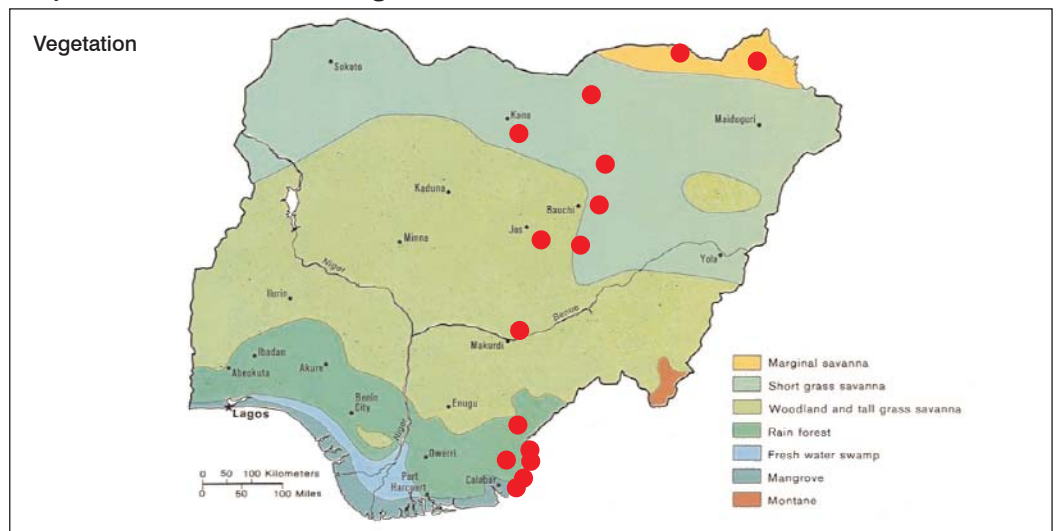 Vegetation
Sokoto
Kano
Maiduguri
Kaduna
Bauchi
Jos
Minna
Yola
Niger
Ilorin
Benue
Makurdi
Ibadan
Abeokuta
Akure
Enugu
Benin
City
Lagos
Niger
Owerri
Port
Harcourt
Calabar
0 50 100 Kilometers
0 50 100 Miles
Marginal savanna
Short grass savanna
Woodland and tall grass savanna
Rain forest
Fresh water swamp
Mangrove
Montane